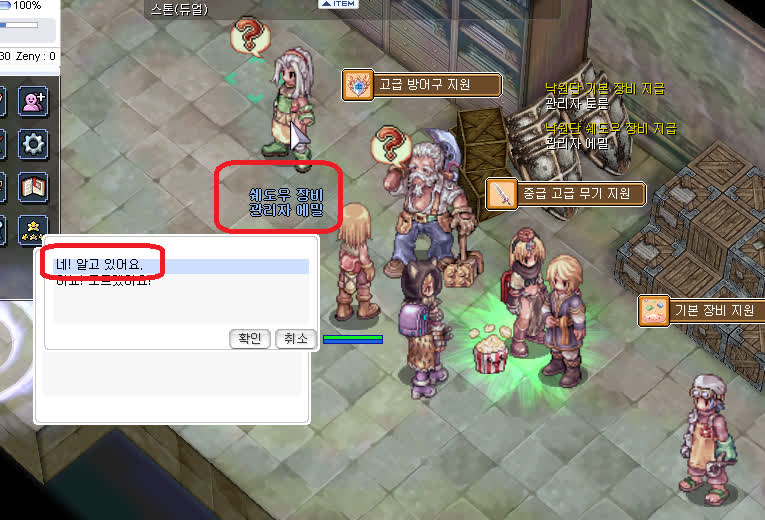 100%
스톤(듀얼)
ITEM
30 Zeny : 0
고급 방어구 지원
낙원단 기본 장비 지급
관리자 토른
낙원단 쉐도우 장비 지급
관리자 에밀
중급 고급 무기 지원
쉐도우 장비
관리자 에밀
네! 알고 있어요.
확인
취소
기본 장비 지원